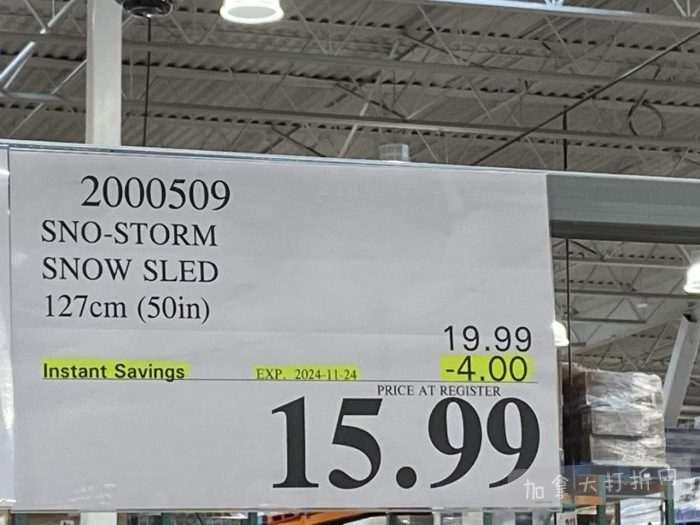 2000509
SNO-STORM
SNOW SLED
127cm (50in)
19.99
Instant Savings EXP. 2024-11-24 -4.00
PRICE AT REGISTER
15.99
加拿大打折网